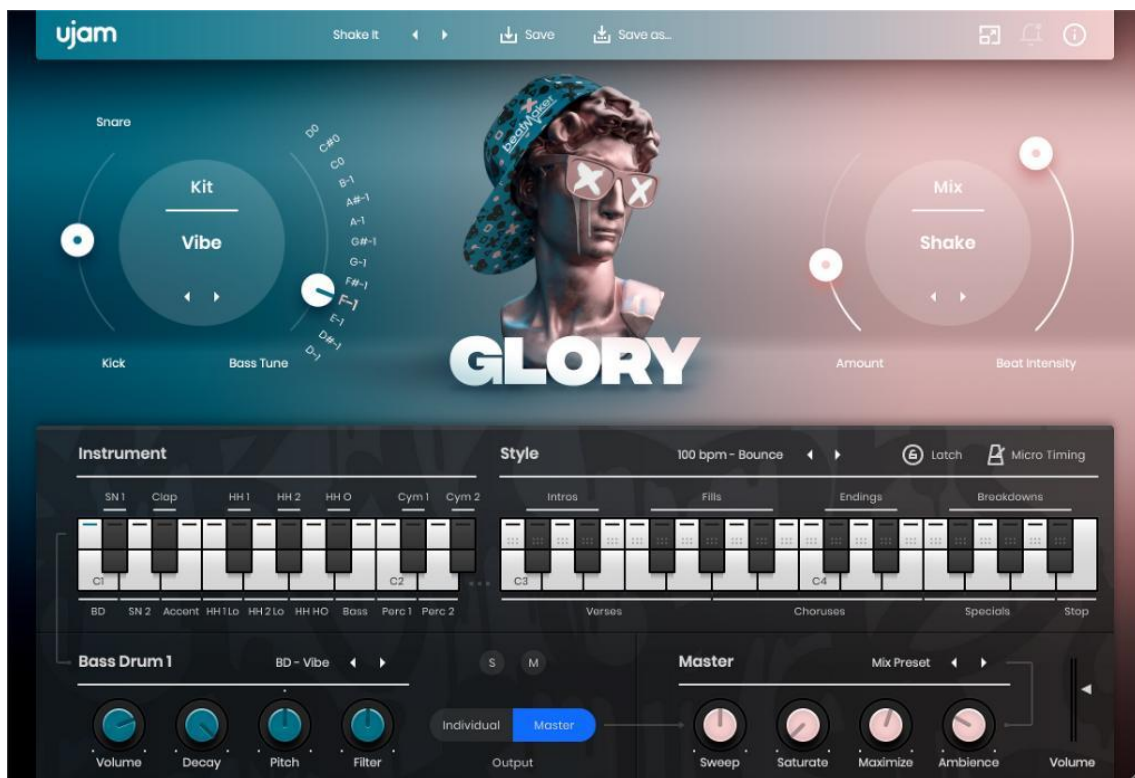 ujam
Shake It
Save
Save as...
beatMaker
Snare
Kit
Vibe
Kick
Bass Tune
D0
C#0
C0
B-1
A#-1
A-1
G#-1
G-1
F#-1
F-1
E-1
D#-1
D-1
GLORY
Mix
Shake
Amount
Beat Intensity
Instrument
SN 1 Clap HH 1 HH 2 HH O Cym 1 Cym 2
C1 C2
BD SN 2 Accent HH 1 Lo HH 2 Lo HH HO Bass Perc 1 Perc 2
Style
100 bpm - Bounce
Latch
Micro Timing
Intros Fills Endings Breakdowns
C3 C4
Verses Choruses Specials Stop
Bass Drum 1
BD - Vibe
S M
Volume Decay Pitch Filter
Individual Master
Output
Master
Mix Preset
Sweep Saturate Maximize Ambience
Volume